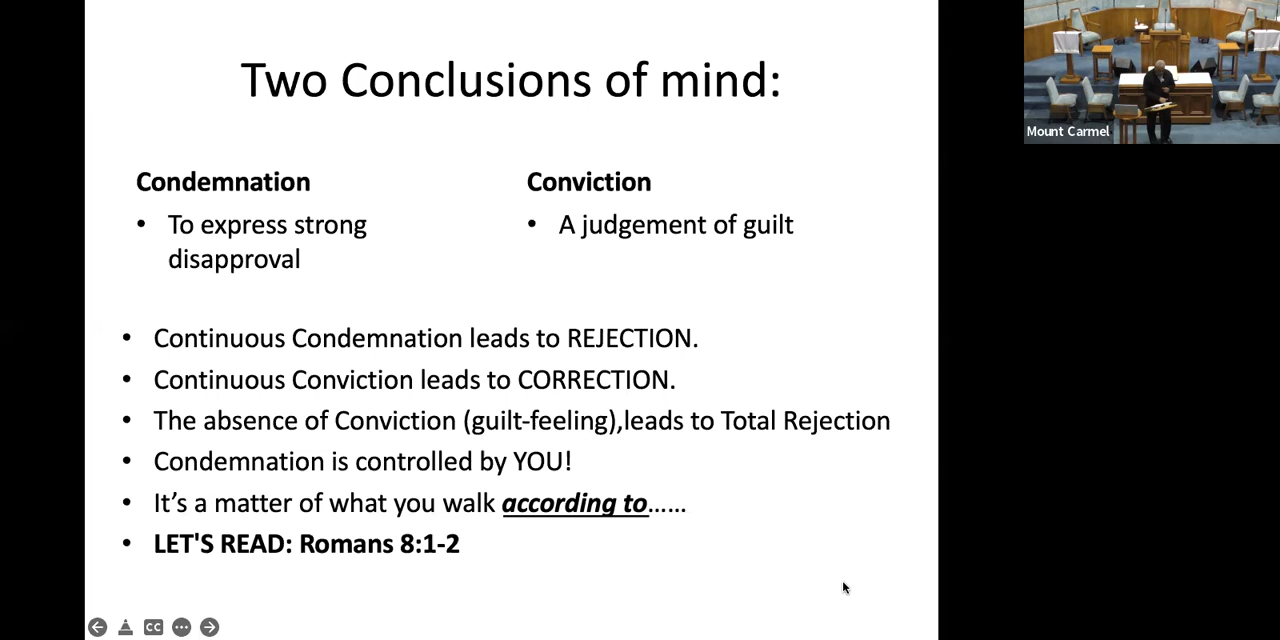 Two Conclusions of mind:
Condemnation
• To express strong
disapproval
Conviction
• A judgement of guilt
• Continuous Condemnation leads to REJECTION.
• Continuous Conviction leads to CORRECTION.
• The absence of Conviction (guilt-feeling),leads to Total Rejection
• Condemnation is controlled by YOU!
• It’s a matter of what you walk according to……
• LET'S READ: Romans 8:1-2
Mount Carmel
CC